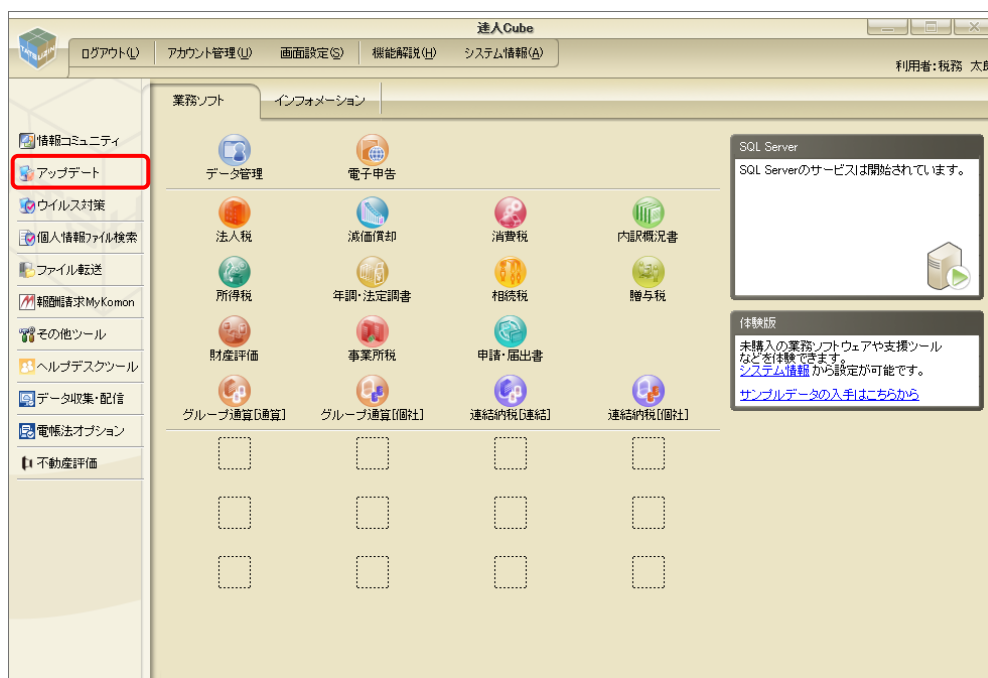 達人Cube
ログアウト(L)
アカウント管理(U)
画面設定(S)
機能解説(H)
システム情報(A)
利用者:税務 太郎
業務ソフト
インフォメーション
情報コミュニティ
アップデート
ウイルス対策
個人情報ファイル検索
ファイル転送
報酬請求MyKomon
その他ツール
ヘルプデスクツール
データ収集・配信
電帳法オプション
不動産評価
データ管理
電子申告
法人税
減価償却
消費税
内訳概況書
所得税
年調・法定調書
相続税
贈与税
財産評価
事業所税
申請・届出書
グループ通算[通算]
グループ通算[個社]
連結納税[連結]
連結納税[個社]
SQL Server
SQL Serverのサービスは開始されています。
体験版
未購入の業務ソフトウェアや支援ツール
などを体験できます。
システム情報から設定が可能です。
サンプルデータの入手はこちらから